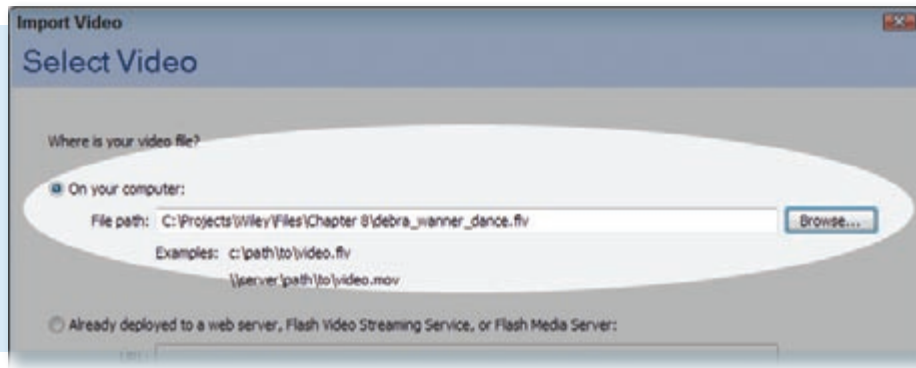 Import Video
Select Video
Where is your video file?
On your computer:
File path: C:\Projects\Wiley\Files\Chapter 8\debra_wanner_dance.flv Browse...
Examples: c:\path\to\video.flv
\\server\path\to\video.mov
Already deployed to a web server, Flash Video Streaming Service, or Flash Media Server: